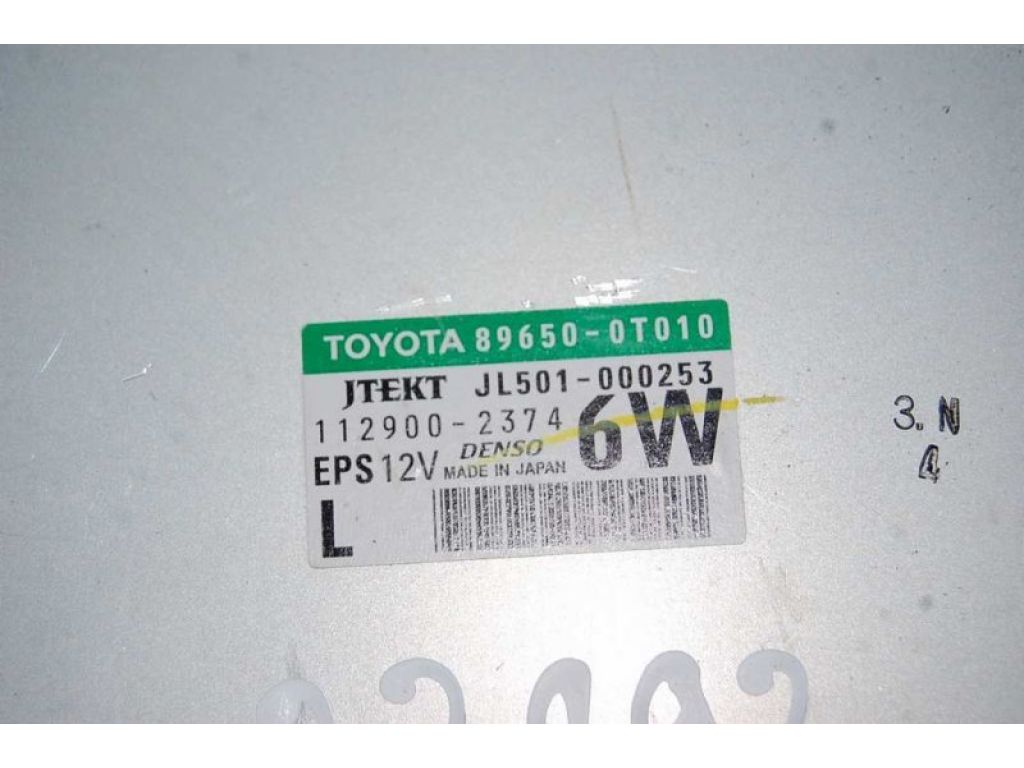 TOYOTA 89650-0T010
JTEKT JL501-000253
112900-2374 6W
DENSO
EPS 12V MADE IN JAPAN
L
3. N
4